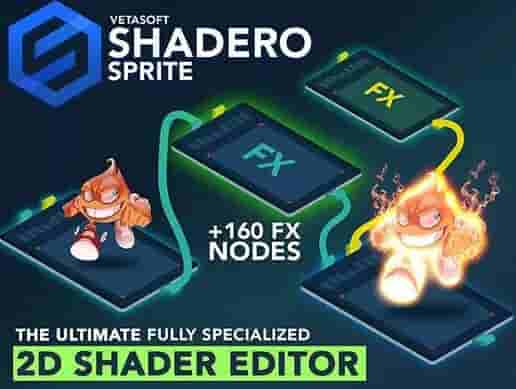 VETASOFT
SHADERO
SPRITE
FX
FX
+160 FX
NODES
THE ULTIMATE FULLY SPECIALIZED
2D SHADER EDITOR